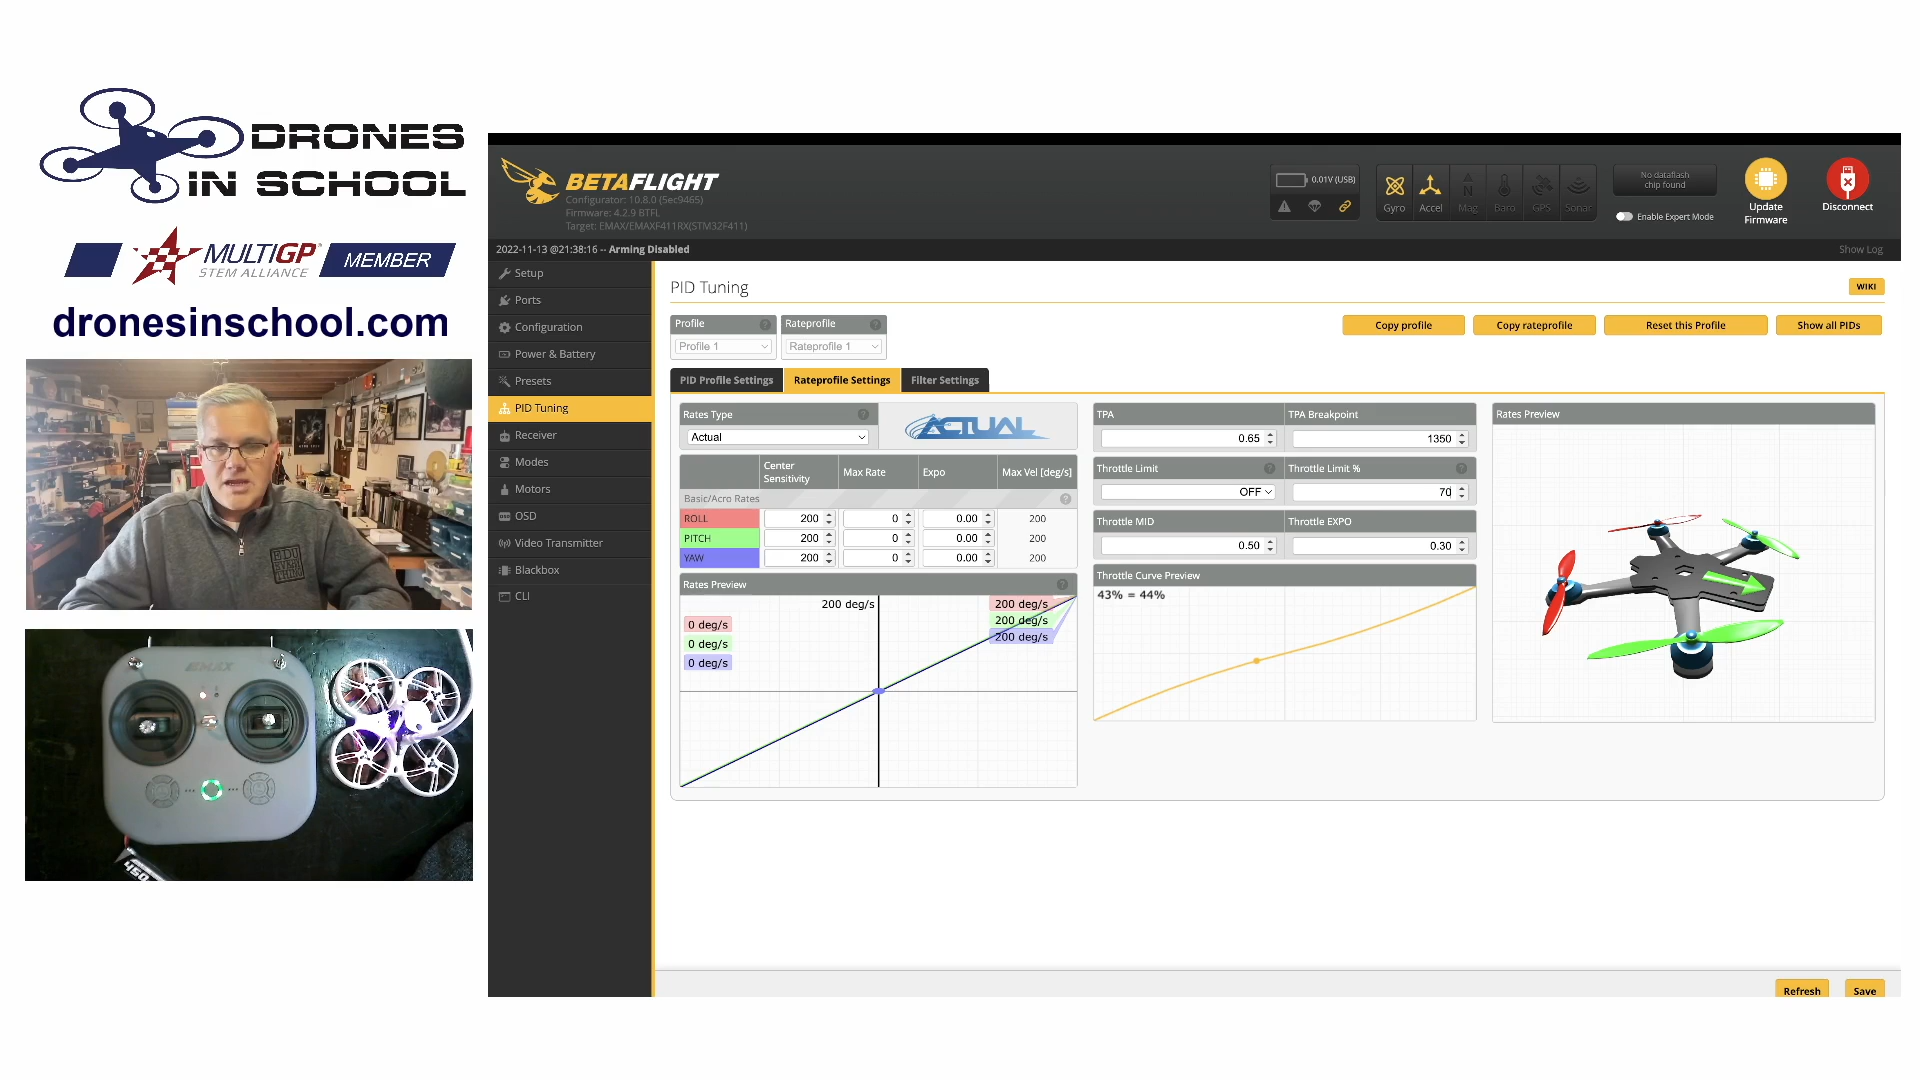 DRONES
IN SCHOOL
MULTIGP
STEM ALLIANCE
MEMBER
dronesinschool.com
EDU
EVERY
THIN
EMAX
450
BETAFLIGHT
Configurator: 10.8.0 (5ec9465)
Firmware: 4.2.9 BTFL
Target: EMAX/EMAXF411RX(STM32F411)
0.01V (USB)
Gyro
Accel
Mag
Baro
GPS
Sonar
No dataflash
chip found
Enable Expert Mode
Update
Firmware
Disconnect
2022-11-13 @21:38:16 -- Arming Disabled
Show Log
Setup
Ports
Configuration
Power & Battery
Presets
PID Tuning
Receiver
Modes
Motors
OSD
Video Transmitter
Blackbox
CLI
PID Tuning
WIKI
Profile
Profile 1
Rateprofile
Rateprofile 1
Copy profile
Copy rateprofile
Reset this Profile
Show all PIDs
PID Profile Settings
Rateprofile Settings
Filter Settings
Rates Type
Actual
ACTUAL
Center
Sensitivity
Max Rate
Expo
Max Vel [deg/s]
Basic/Acro Rates
ROLL 200 0 0.00 200
PITCH 200 0 0.00 200
YAW 200 0 0.00 200
Rates Preview
200 deg/s
0 deg/s
0 deg/s
0 deg/s
200 deg/s
200 deg/s
200 deg/s
TPA
0.65
TPA Breakpoint
1350
Throttle Limit
OFF
Throttle Limit %
70
Throttle MID
0.50
Throttle EXPO
0.30
Throttle Curve Preview
43% = 44%
Rates Preview
Refresh
Save